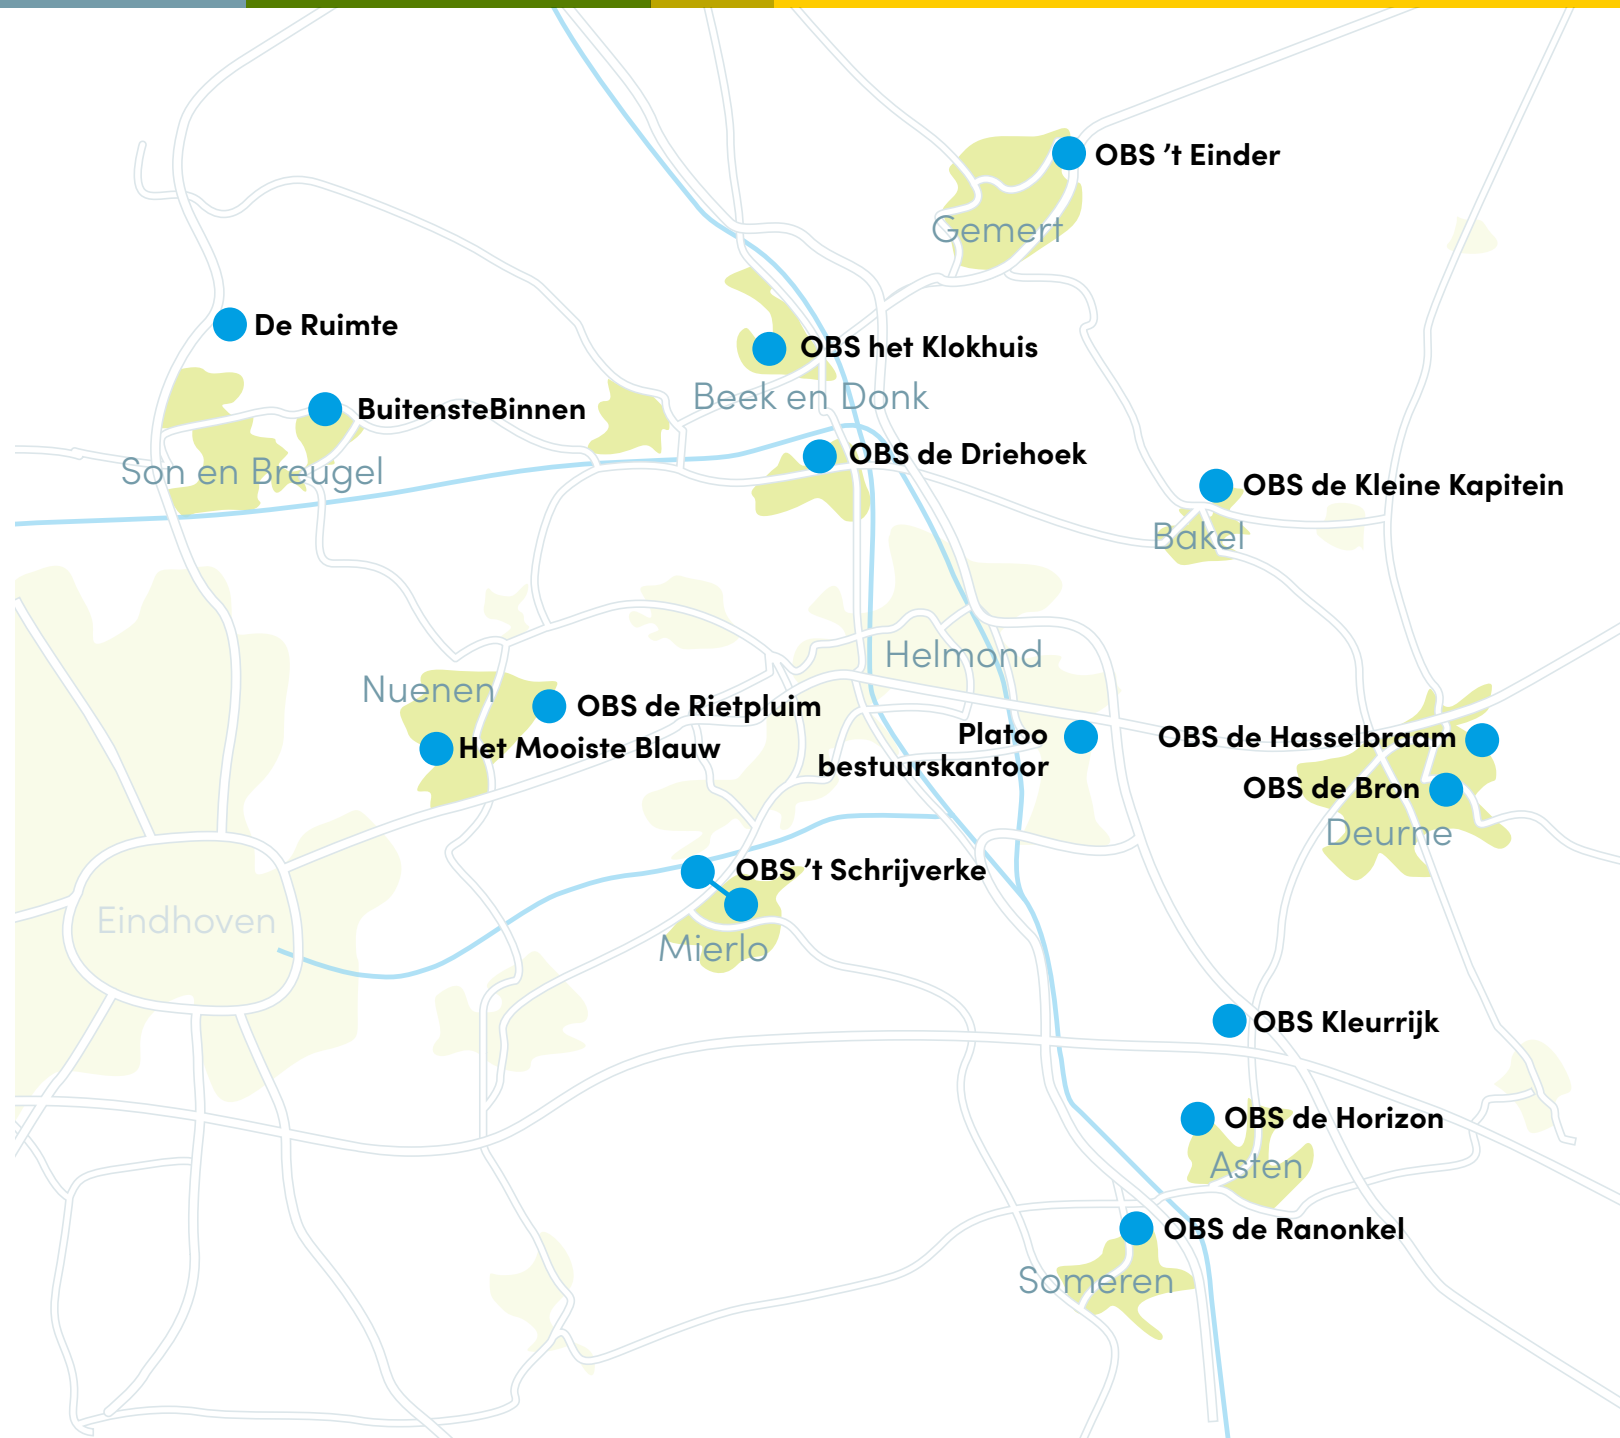 OBS ’t Einder
Gemert
De Ruimte
OBS het Klokhuis
Beek en Donk
BuitensteBinnen
OBS de Driehoek
Son en Breugel
OBS de Kleine Kapitein
Bakel
Helmond
Nuenen
OBS de Rietpluim
Het Mooiste Blauw
Platoo
bestuurskantoor
OBS de Hasselbraam
OBS de Bron
Deurne
OBS ’t Schrijverke
Eindhoven
Mierlo
OBS Kleurrijk
OBS de Horizon
Asten
OBS de Ranonkel
Someren